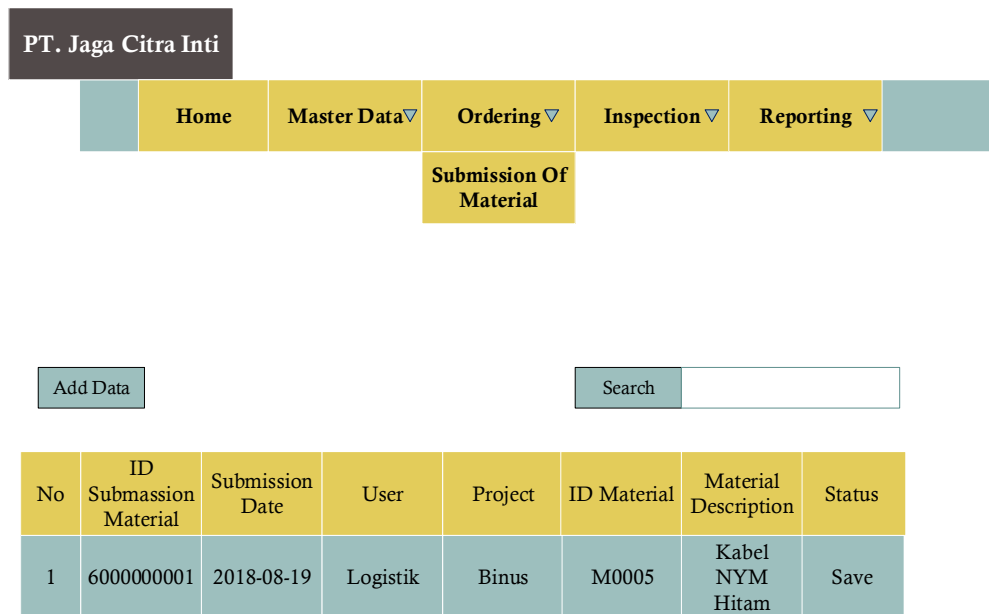 PT. Jaga Citra Inti
Home Master Data Ordering Inspection Reporting
Submission Of
Material
Add Data Search
No ID Submassion Material Submission Date User Project ID Material Material Description Status
1 6000000001 2018-08-19 Logistik Binus M0005 Kabel NYM Hitam Save